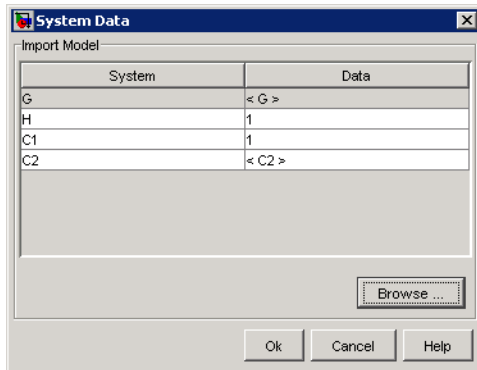 System Data
Import Model
System Data
G < G >
H 1
C1 1
C2 < C2 >
Browse ...
Ok Cancel Help